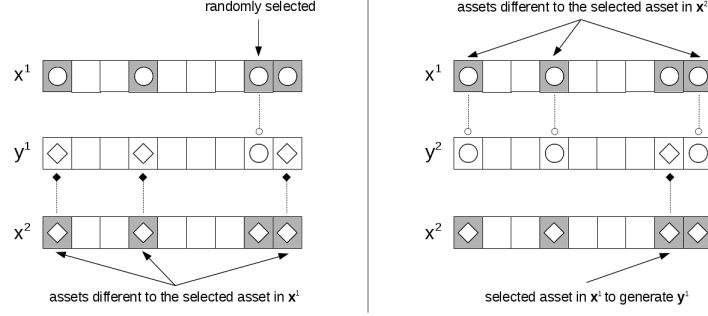 randomly selected
x¹
y¹
x²
assets different to the selected asset in x¹
assets different to the selected asset in x²
x¹
y²
x²
selected asset in x¹ to generate y¹